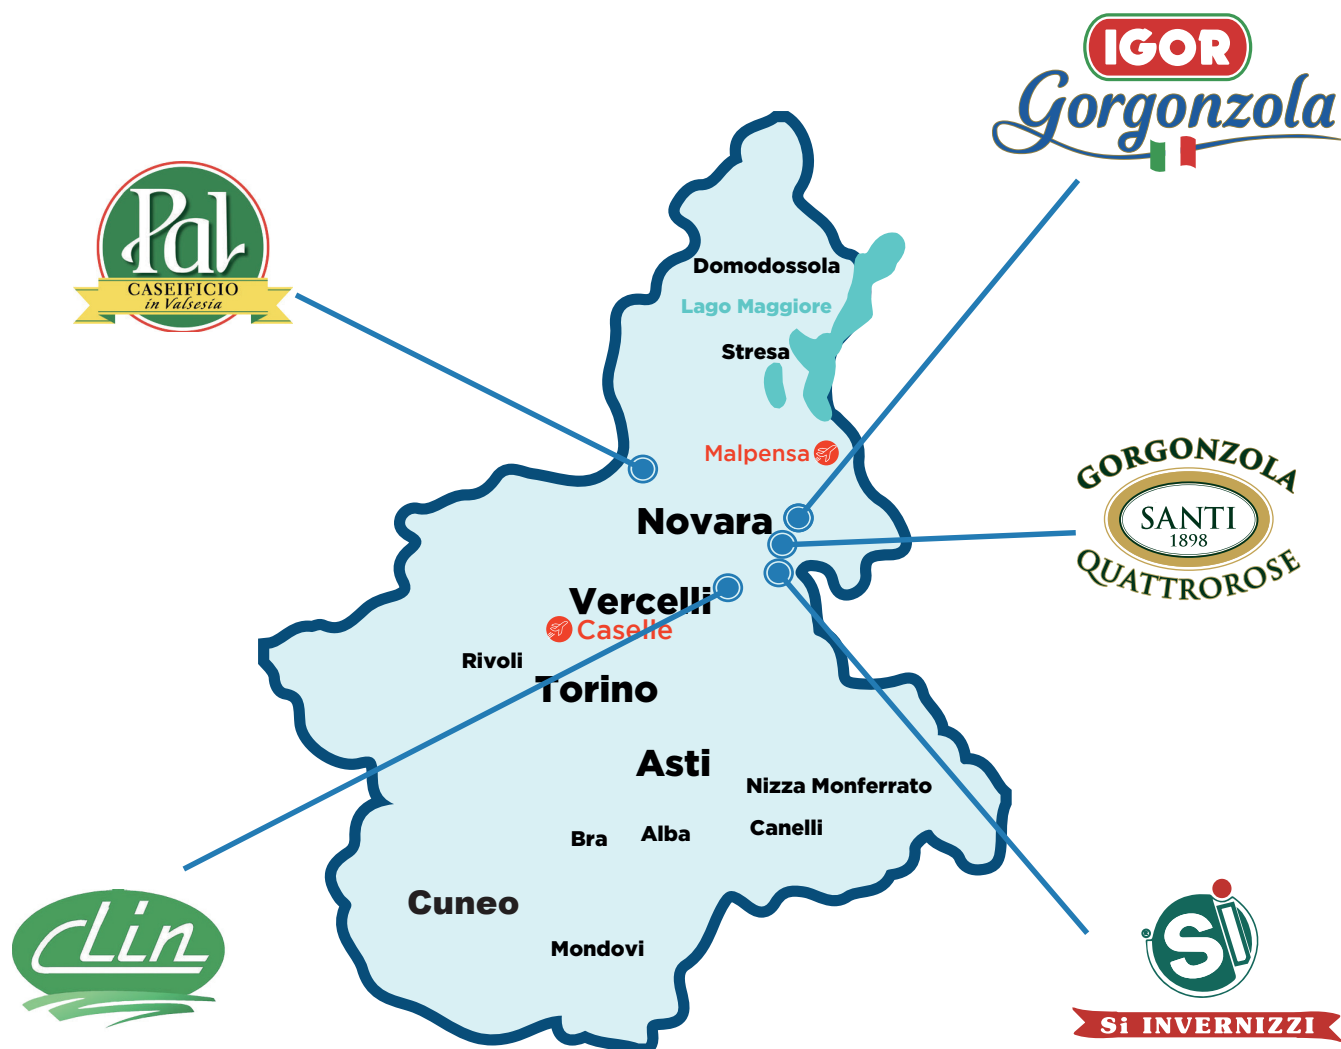 IGOR
Gorgonzola
Pal
CASEIFICIO
in Valsesia
Domodossola
Lago Maggiore
Stresa
Malpensa
GORGONZOLA
SANTI
1898
QUATTROROSE
Novara
Vercelli
Caselle
Rivoli
Torino
Asti
Nizza Monferrato
Canelli
Alba
Bra
Cuneo
Mondovi
CLin
Si
Si INVERNIZZI